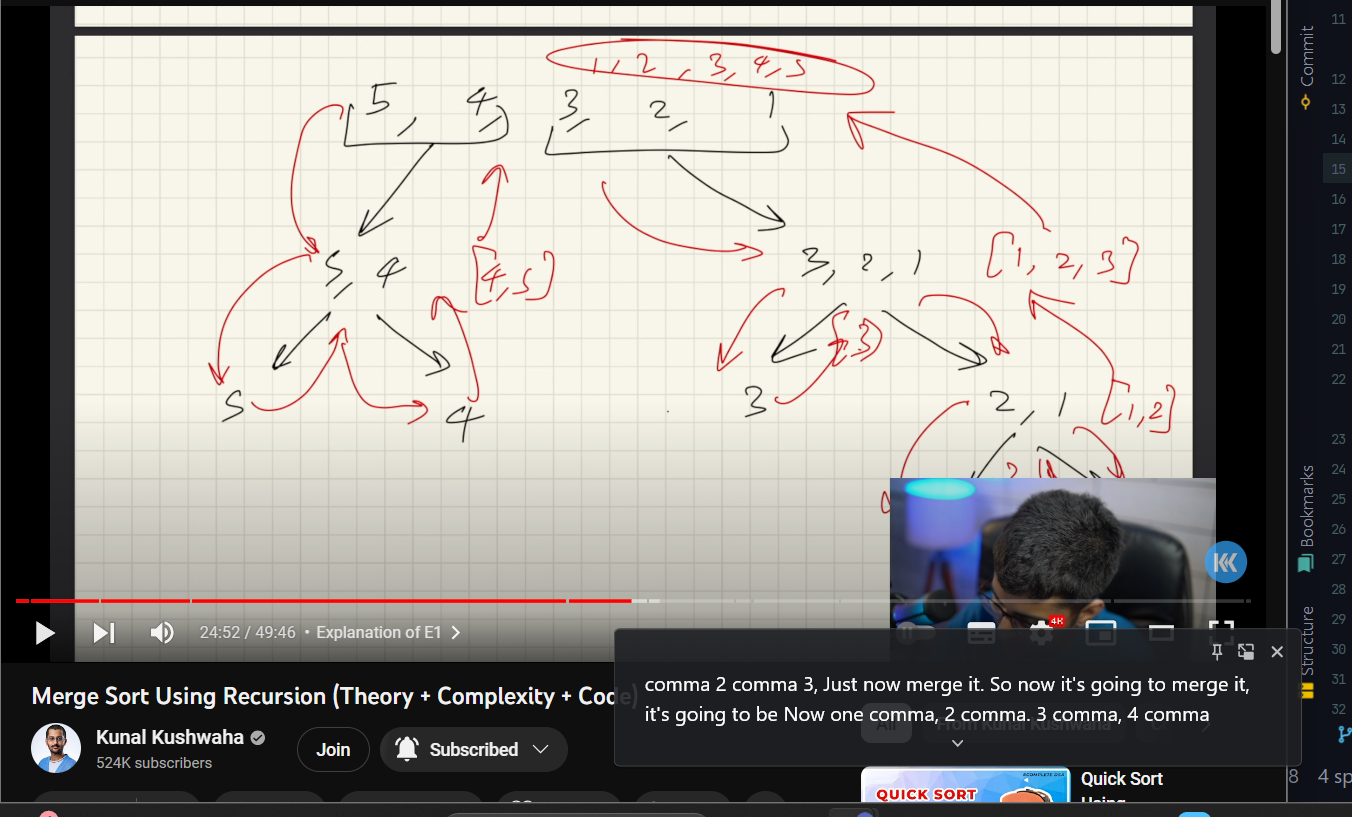 1, 2, 3, 4, 5
5, 4, 3, 2, 1
5, 4
[4,5]
3, 2, 1
[1, 2, 3]
5
4
3
[3]
2, 1
[1,2]
2
24:52 / 49:46 • Explanation of E1
4K
Merge Sort Using Recursion (Theory + Complexity + Code)
Kunal Kushwaha
524K subscribers
Join
Subscribed
comma 2 comma 3, Just now merge it. So now it's going to merge it,
it's going to be Now one comma, 2 comma. 3 comma, 4 comma
All
From Kunal Kushwaha
#COMPLETE DSA
QUICK SORT
Quick Sort
Using
Commit
Bookmarks
Structure
11
12
13
14
15
16
17
18
19
20
21
22
23
24
25
26
27
28
29
30
31
32
8
4 sp